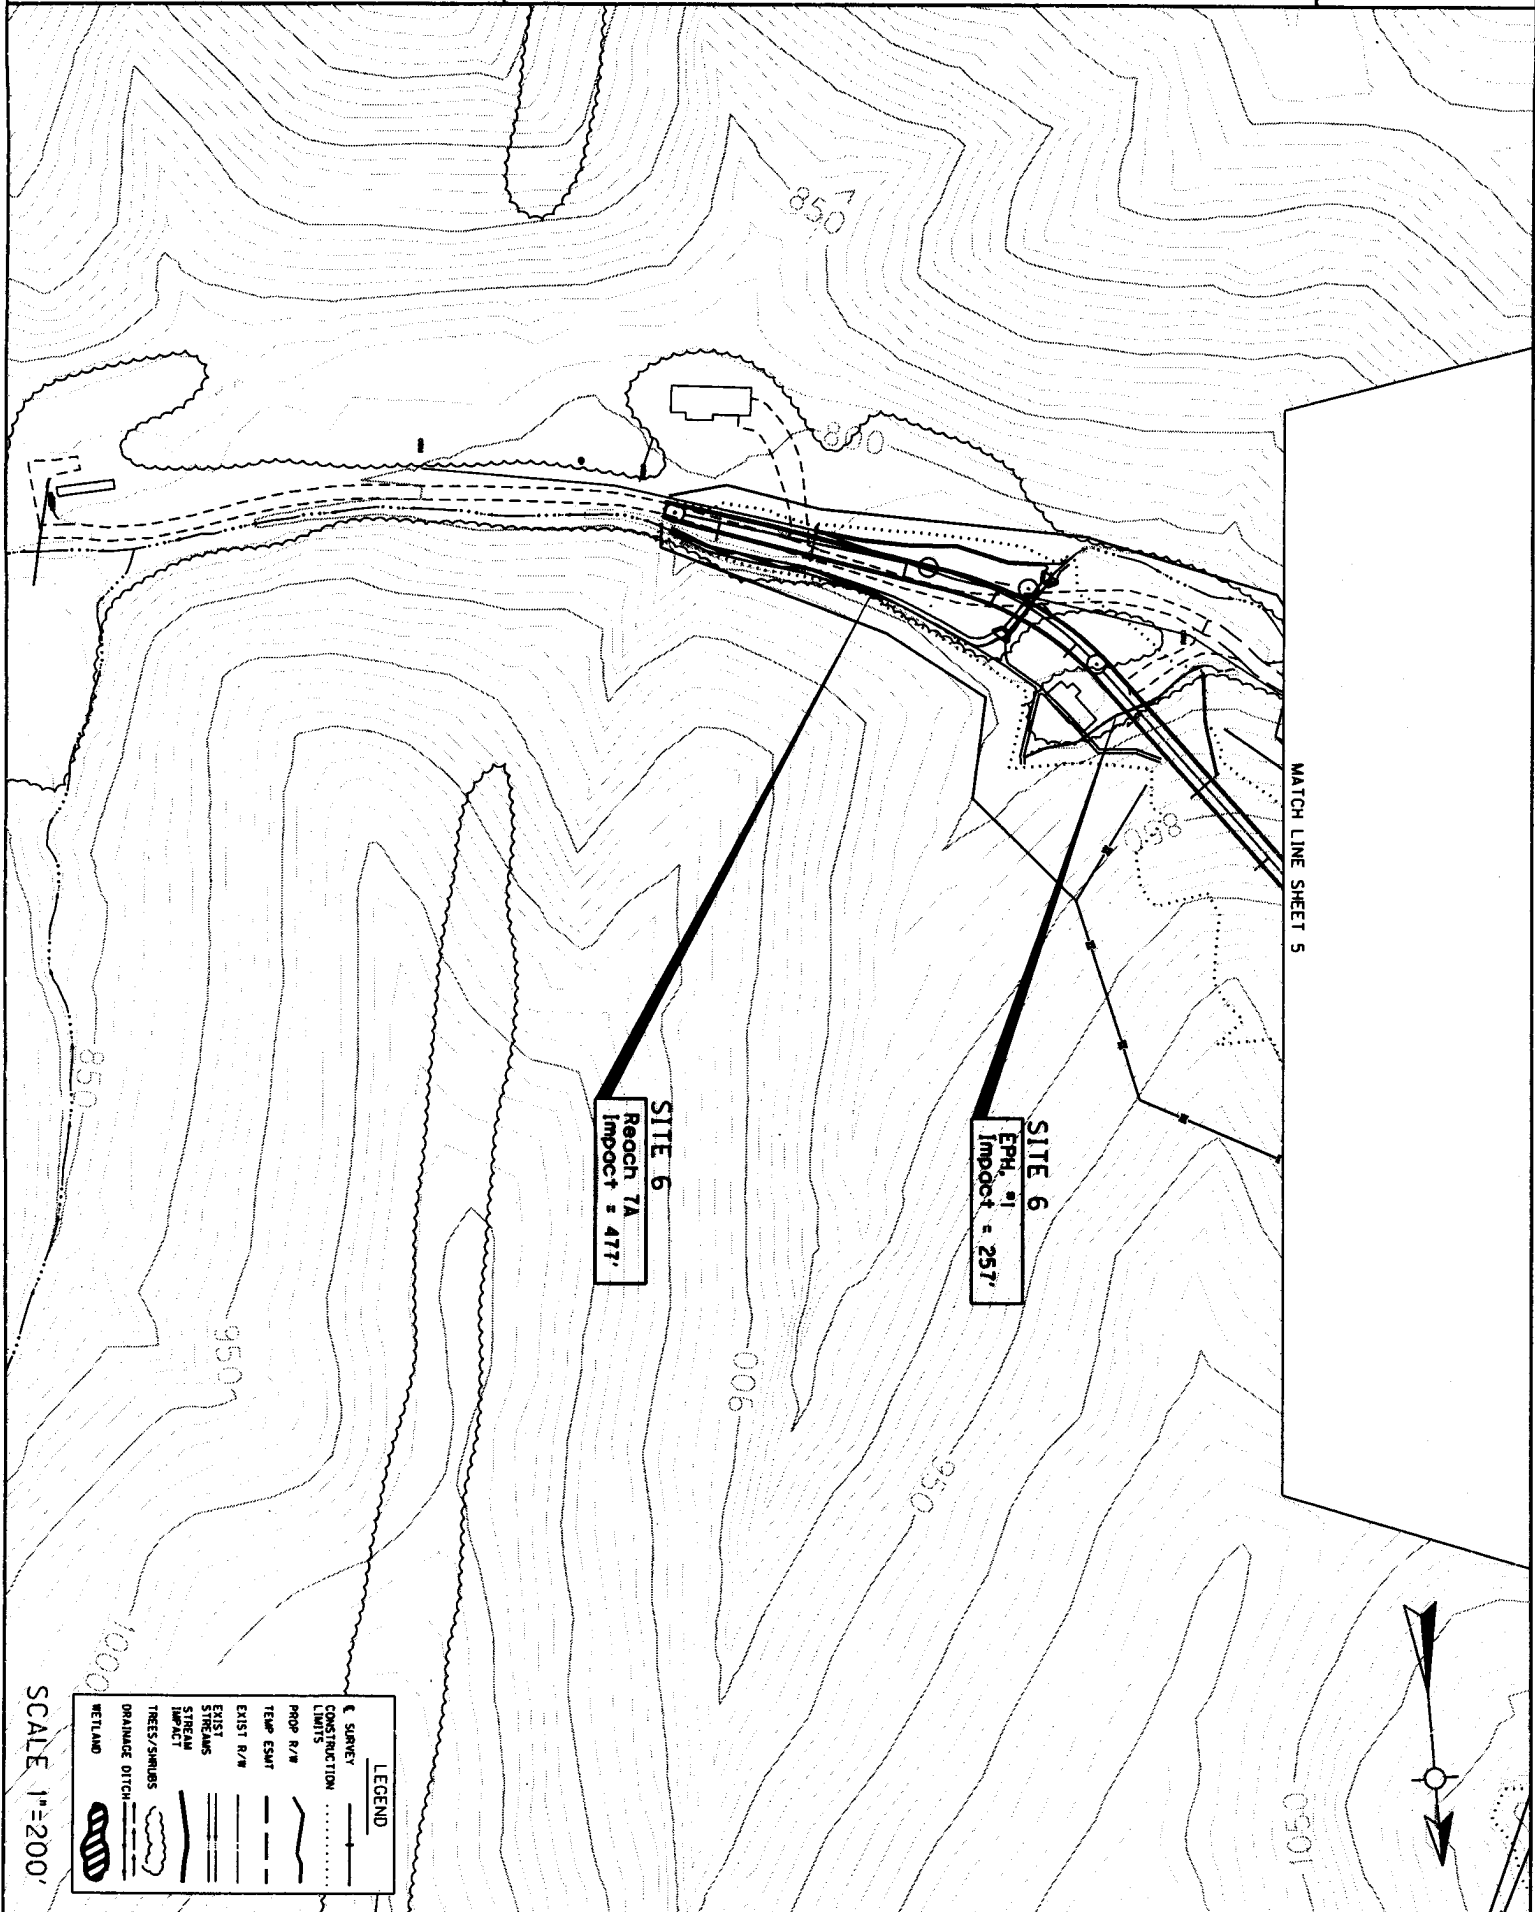 850
800
MATCH LINE SHEET 5
850
850
SITE 6
EPH. #1
Impact = 257'
SITE 6
Reach 7A
Impact = 477'
900
950
950
1000
1050
LEGEND
℄ SURVEY
CONSTRUCTION
LIMITS
PROP R/W
TEMP ESMT
EXIST R/W
EXIST
STREAMS
STREAM
IMPACT
TREES/SHRUBS
DRAINAGE DITCH
WETLAND
SCALE 1"=200'